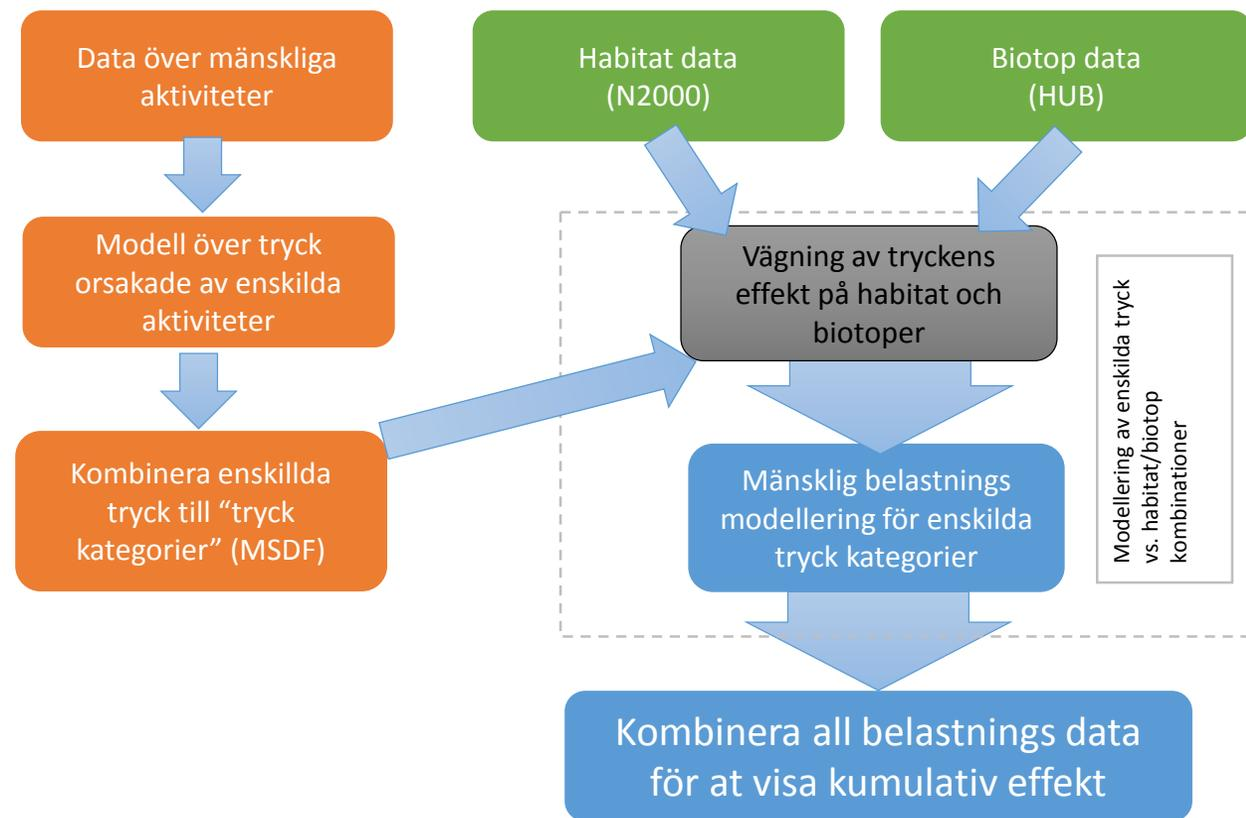 Data över mänskliga
aktiviteter
Habitat data
(N2000)
Biotop data
(HUB)
Modell över tryck
orsakade av enskilda
aktiviteter
Vägning av tryckens
effekt på habitat och
biotoper
Kombinera enskillda
tryck till “tryck
kategorier” (MSDF)
Mänsklig belastnings
modellering för enskilda
tryck kategorier
Modellering av enskilda tryck
vs. habitat/biotop
kombinationer
Kombinera all belastnings data
för at visa kumulativ effekt